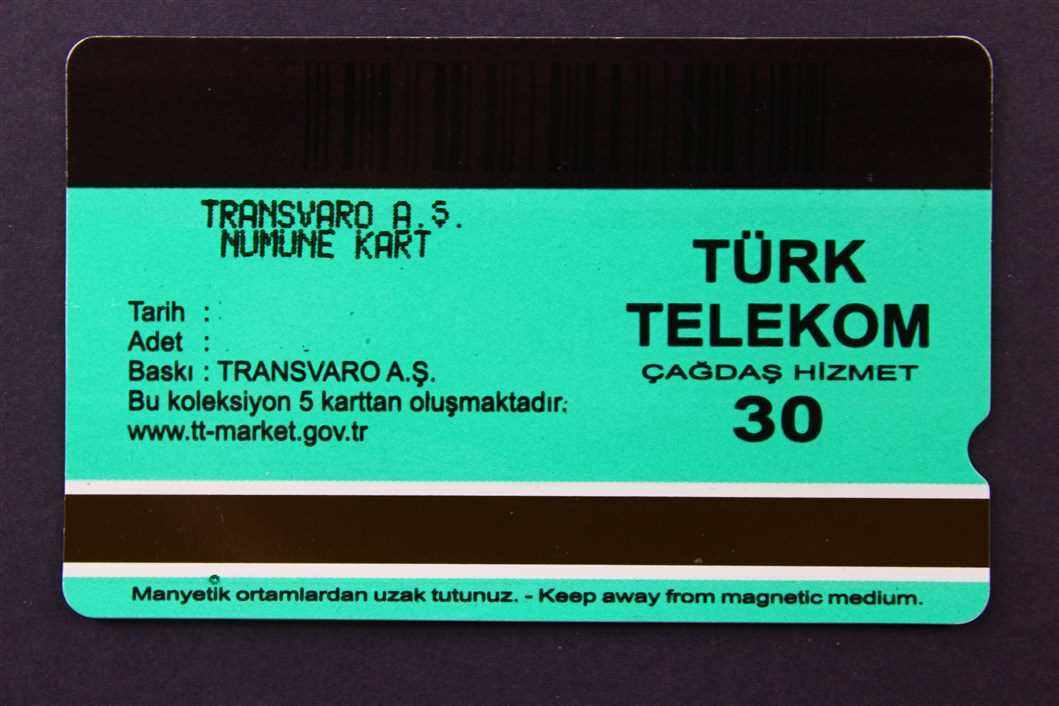 TRANSVARO A.Ş.
NUMUNE KART
Tarih :
Adet :
Baskı : TRANSVARO A.Ş.
Bu koleksiyon 5 karttan oluşmaktadır.
www.tt-market.gov.tr
TÜRK
TELEKOM
ÇAĞDAŞ HİZMET
30
Manyetik ortamlardan uzak tutunuz. - Keep away from magnetic medium.